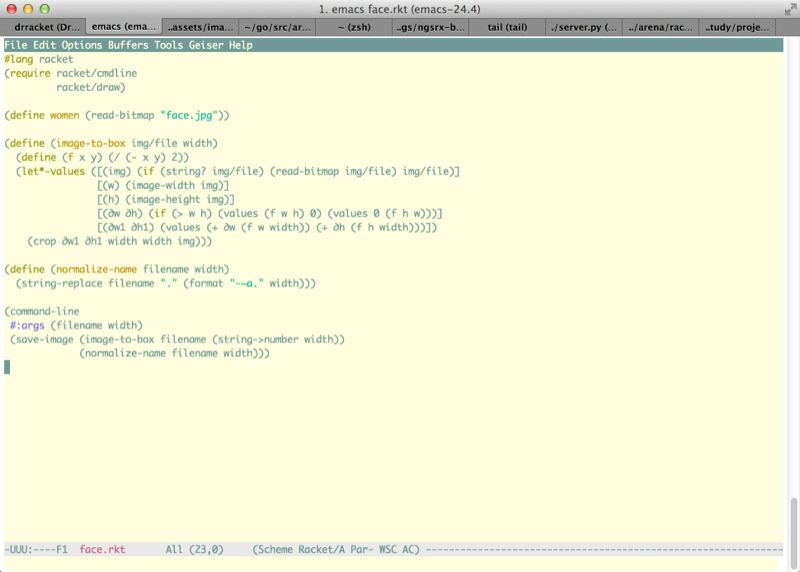 1. emacs face.rkt (emacs-24.4)
drracket (Dr... emacs (ema... ..assets/ima... ~/go/src/ar... ~ (zsh) ..gs/ngsrx-b... tail (tail) ./server.py (... ../arena/rac... ..tudy/proje...
File Edit Options Buffers Tools Geiser Help
#lang racket
(require racket/cmdline
racket/draw)
(define women (read-bitmap "face.jpg"))
(define (image-to-box img/file width)
(define (f x y) (/ (- x y) 2))
(let*-values ([(img) (if (string? img/file) (read-bitmap img/file) img/file)]
[(w) (image-width img)]
[(h) (image-height img)]
[(∂w ∂h) (if (> w h) (values (f w h) 0) (values 0 (f h w)))]
[(∂w1 ∂h1) (values (+ ∂w (f w width)) (+ ∂h (f h width)))])
(crop ∂w1 ∂h1 width width img)))
(define (normalize-name filename width)
(string-replace filename "." (format "-~a." width)))
(command-line
#:args (filename width)
(save-image (image-to-box filename (string->number width))
(normalize-name filename width)))
-UUU:----F1 face.rkt All (23,0) (Scheme Racket/A Par- WSC AC) ----------------------------------------------------------